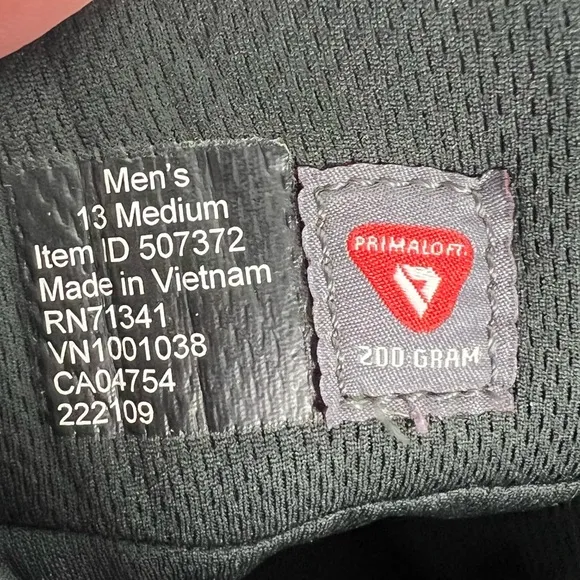 Men's
13 Medium
Item ID 507372
Made in Vietnam
RN71341
VN1001038
CA04754
222109
PRIMALOFT.
200 GRAM